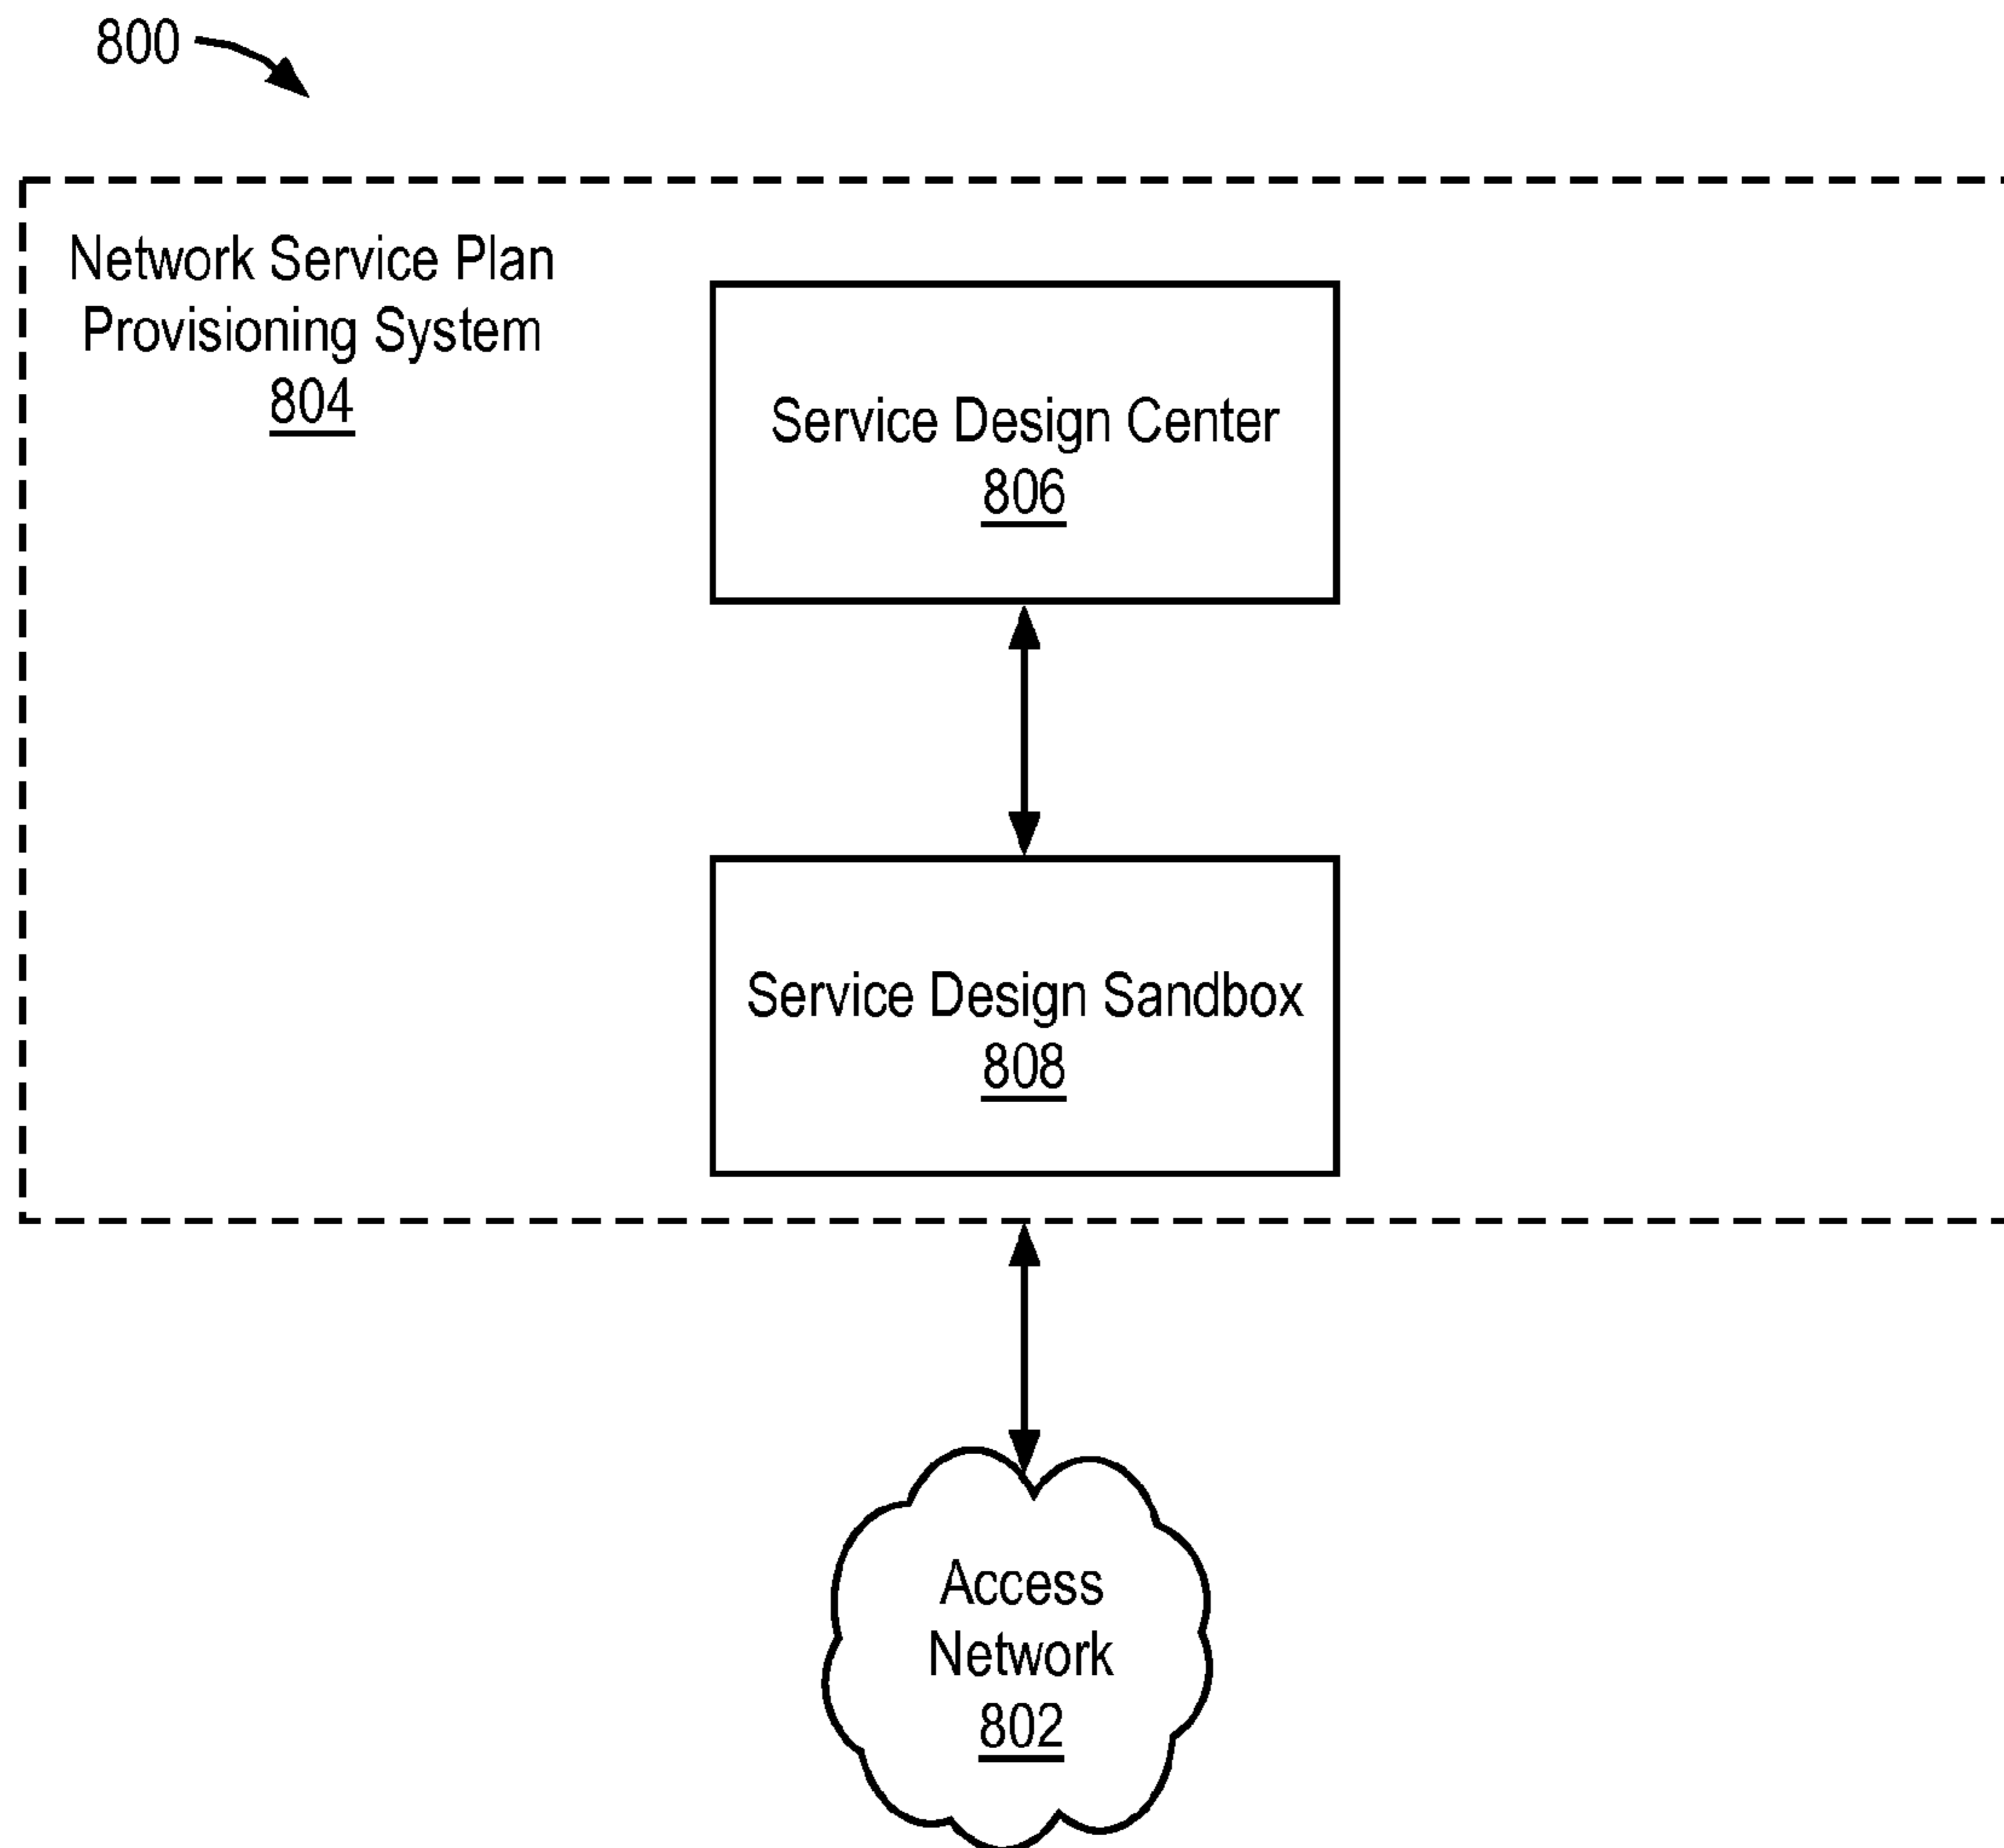 800
Network Service Plan
Provisioning System
804
Service Design Center
806
Service Design Sandbox
808
Access
Network
802